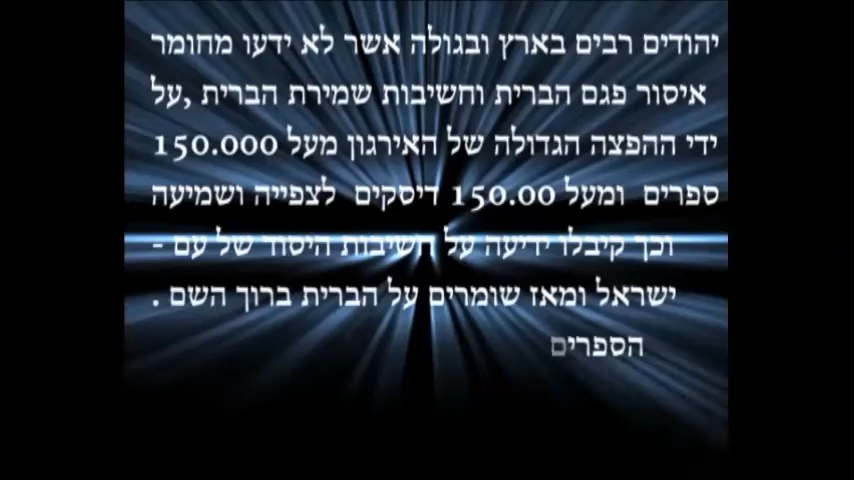 יהודים רבים בארץ ובגולה אשר לא ידעו מחומר
איסור פגם הברית וחשיבות שמירת הברית ,על
ידי ההפצה הגדולה של האירגון מעל 150.000
ספרים ומעל 150.00 דיסקים לצפייה ושמיעה
וכך קיבלו ידיעה על חשיבות היסוד של עם -
ישראל ומאז שומרים על הברית ברוך השם .
הספרים